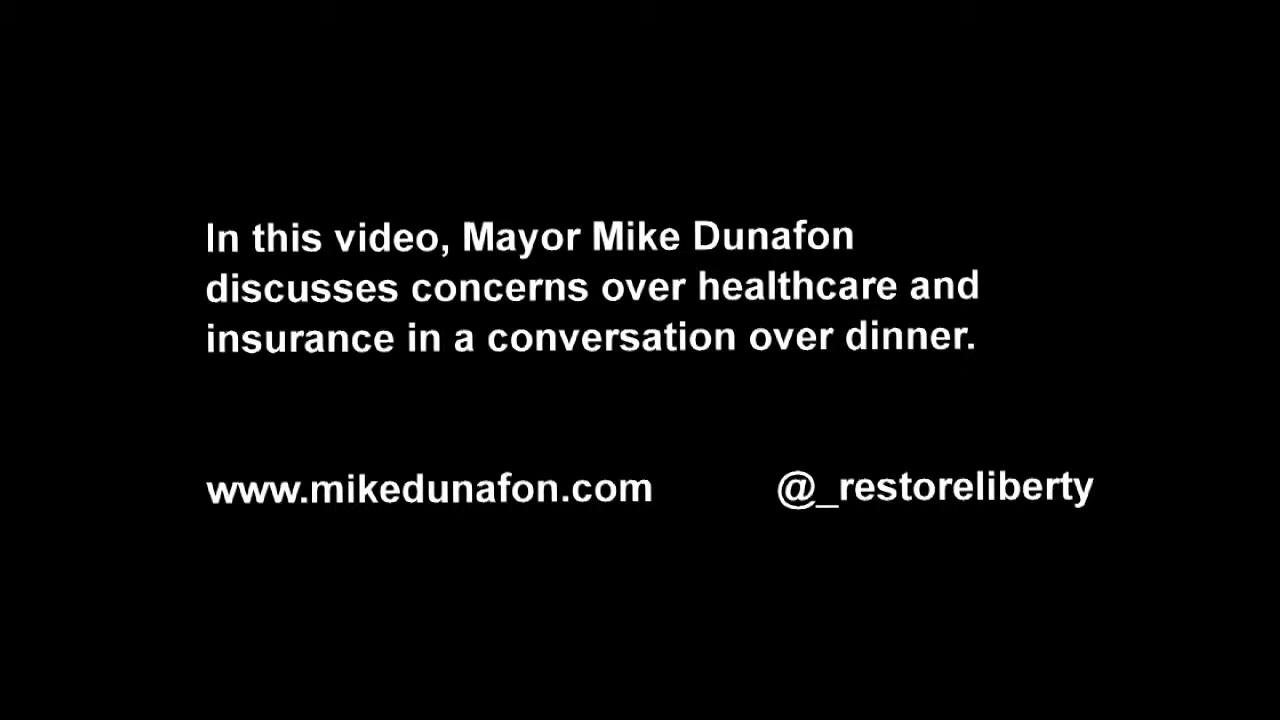 In this video, Mayor Mike Dunafon
discusses concerns over healthcare and
insurance in a conversation over dinner.
www.mikedunafon.com @_restoreliberty